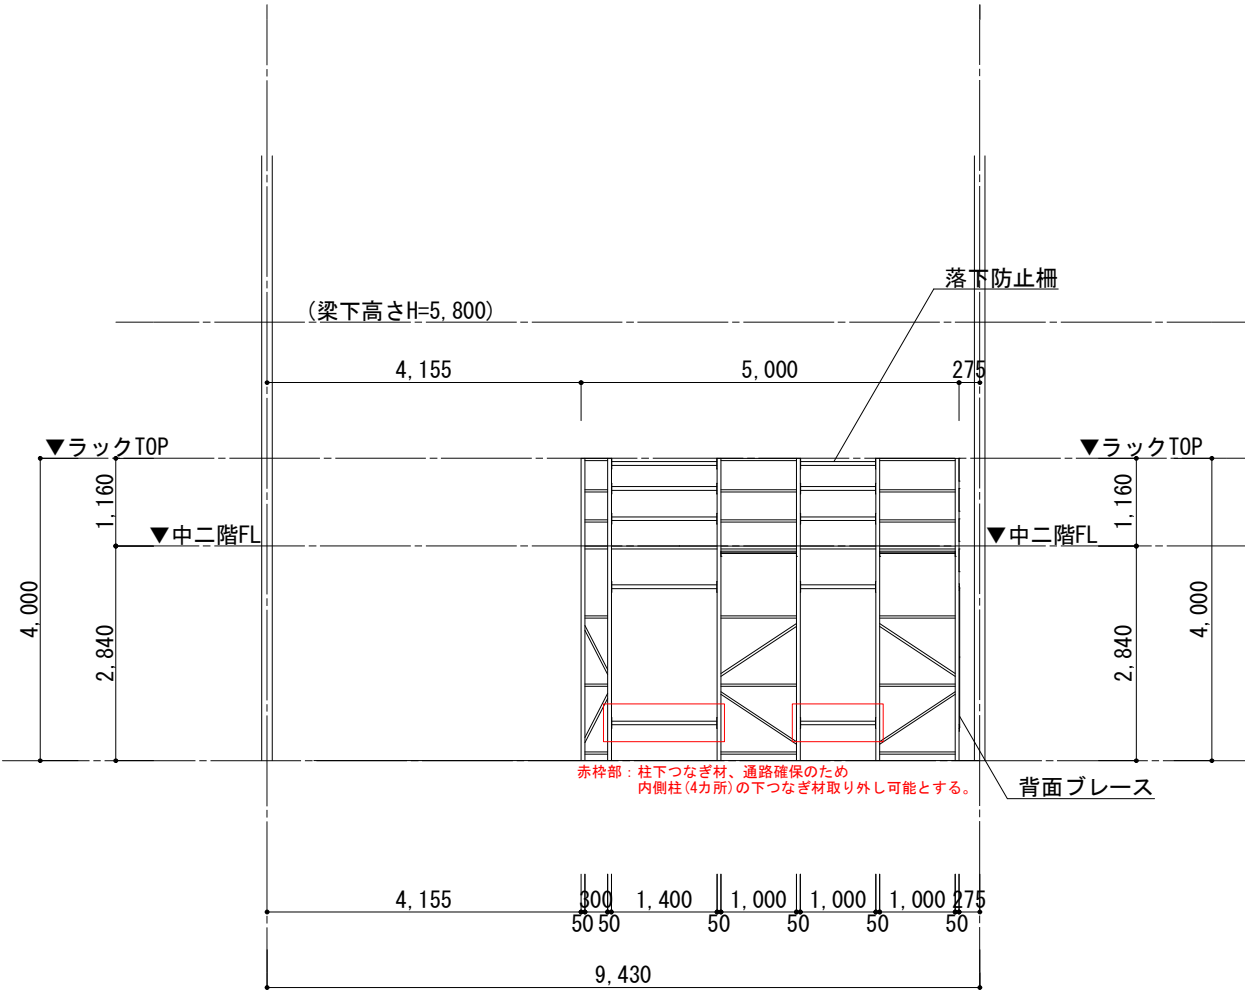 落下防止柵
(梁下高さH=5,800)
4,155
5,000
275
▼ラックTOP
▼ラックTOP
1,160
1,160
▼中二階FL
▼中二階FL
4,000
2,840
2,840
4,000
赤枠部：柱下つなぎ材、通路確保のため
内側柱(4カ所)の下つなぎ材取り外し可能とする。
背面ブレース
4,155
300
1,400
1,000
1,000
1,000
275
50
50
50
50
50
50
9,430